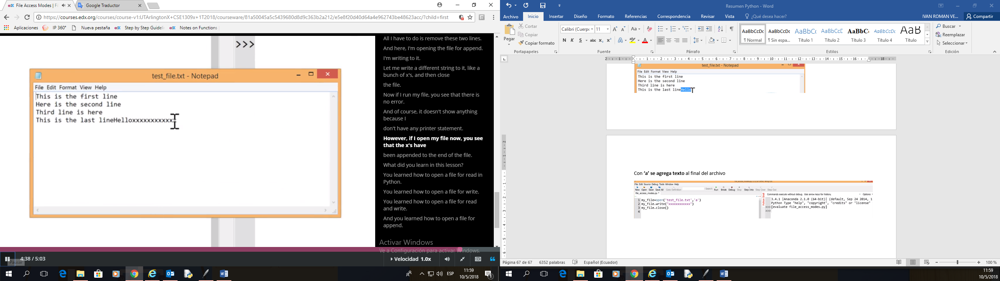 File Access Modes | Fi
Google Traductor
https://courses.edx.org/courses/course-v1:UTArlingtonX+CSE1309x+1T2018/courseware/81a50045a5c5439680d8d9c363b2a212/e5e8f20d40d64a4e962743be48623acc/?child=first
Aplicaciones IP 360° Nueva pestaña Step by Step Guideli Notes on Functions
>>>
test_file.txt - Notepad
File Edit Format View Help
This is the first line
Here is the second line
Third line is here
This is the last lineHelloxxxxxxxxxxxx
All I have to do is remove these two lines.
And here, I'm opening the file for append.
I'm writing to it.
Let me write a different string to it, like a
bunch of x's, and then close
the file.
Now if I run my file, you see that there is
no error.
And of course, it doesn't show anything
because I
don't have any printer statement.
However, if I open my file now, you see
that the x's have
been appended to the end of the file.
What did you learn in this lesson?
You learned how to open a file for read in
Python.
You learned how to open a file for write.
You learned how to open a file for read
and write.
And you learned how to open a file for
append.
Activar Windows
Ve a Configuración para activar Windows.
4:38 / 5:03
Velocidad 1.0x
Pausar
ESP
11:59
10/5/2018
1
Resumen Python - Word
Archivo Inicio Insertar Diseño Formato Referencias Correspondencia Revisar Vista ¿Qué desea hacer? IVAN ROMAN VE... Compartir
Pegar
Cortar
Copiar
Copiar formato
Portapapeles
Calibri (Cuerpo 11
N K S abc x₂ x²
Fuente
Párrafo
AaBbCcDc AaBbCcDc AaBbCc AaBbCcE AaBbC AaBbCcDc AaB
¶ Normal ¶ Sin espa... Título 1 Título 2 Título 3 Título 4 Título
Estilos
Buscar
Reemplazar
Seleccionar
Edición
test_file.txt - Notepad
File Edit Format View Help
This is the first line
Here is the second line
Third line is here
This is the last lineHello
Con ‘a’ se agrega texto al final del archivo
File Edit Source Debug Tools Window Help
New Open Save Save All Goto Definition Search Run Break Debug Stop Step Into Step Over Step Out
file_access_modes.py *
1 my_file=open('test_file.txt','a')
2 my_file.write("xxxxxxxxxxxx")
3 my_file.close()
4
Python Shell
Commands execute without debug. Use arrow keys for history.
Options
3.4.1 |Anaconda 2.1.0 (64-bit)| (default, Sep 24 2014, 1
Python Type "help", "copyright", "credits" or "license"
>>>[evaluate file_access_modes.py]
>>>
Página 67 de 67 6352 palabras Español (Ecuador) 100 %
11:59
10/5/2018